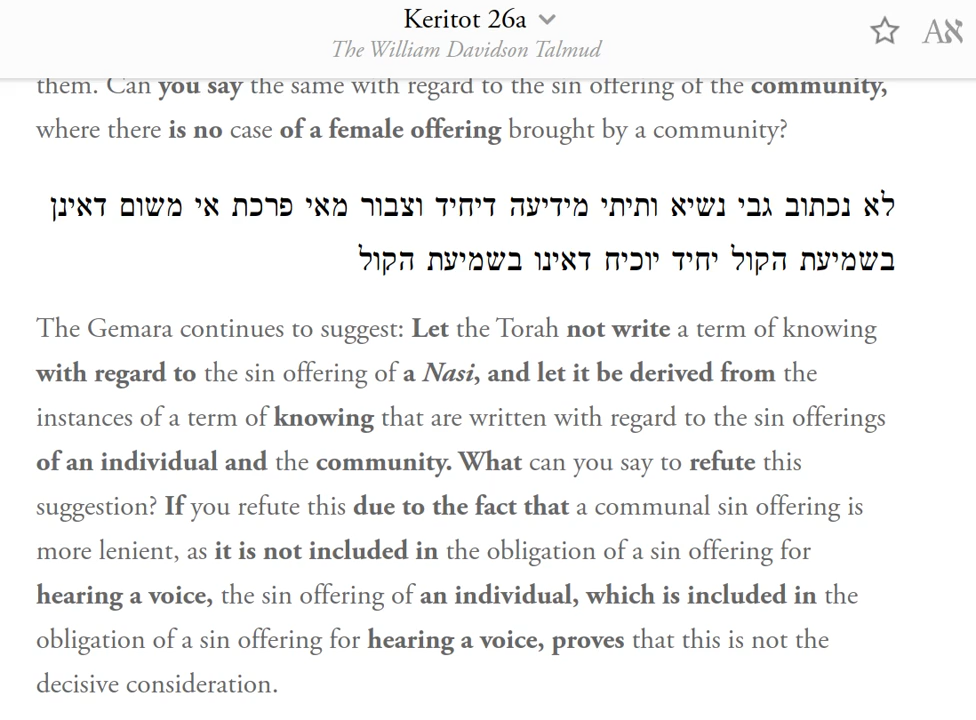 Keritot 26a
The William Davidson Talmud
Aא
them. Can you say the same with regard to the sin offering of the community,
where there is no case of a female offering brought by a community?
לא נכתוב גבי נשיא ותיתי מידיעה דיחיד וצבור מאי פרכת אי משום דאינן
בשמיעת הקול יחיד יוכיח דאינו בשמיעת הקול
The Gemara continues to suggest: Let the Torah not write a term of knowing
with regard to the sin offering of a Nasi, and let it be derived from the
instances of a term of knowing that are written with regard to the sin offerings
of an individual and the community. What can you say to refute this
suggestion? If you refute this due to the fact that a communal sin offering is
more lenient, as it is not included in the obligation of a sin offering for
hearing a voice, the sin offering of an individual, which is included in the
obligation of a sin offering for hearing a voice, proves that this is not the
decisive consideration.